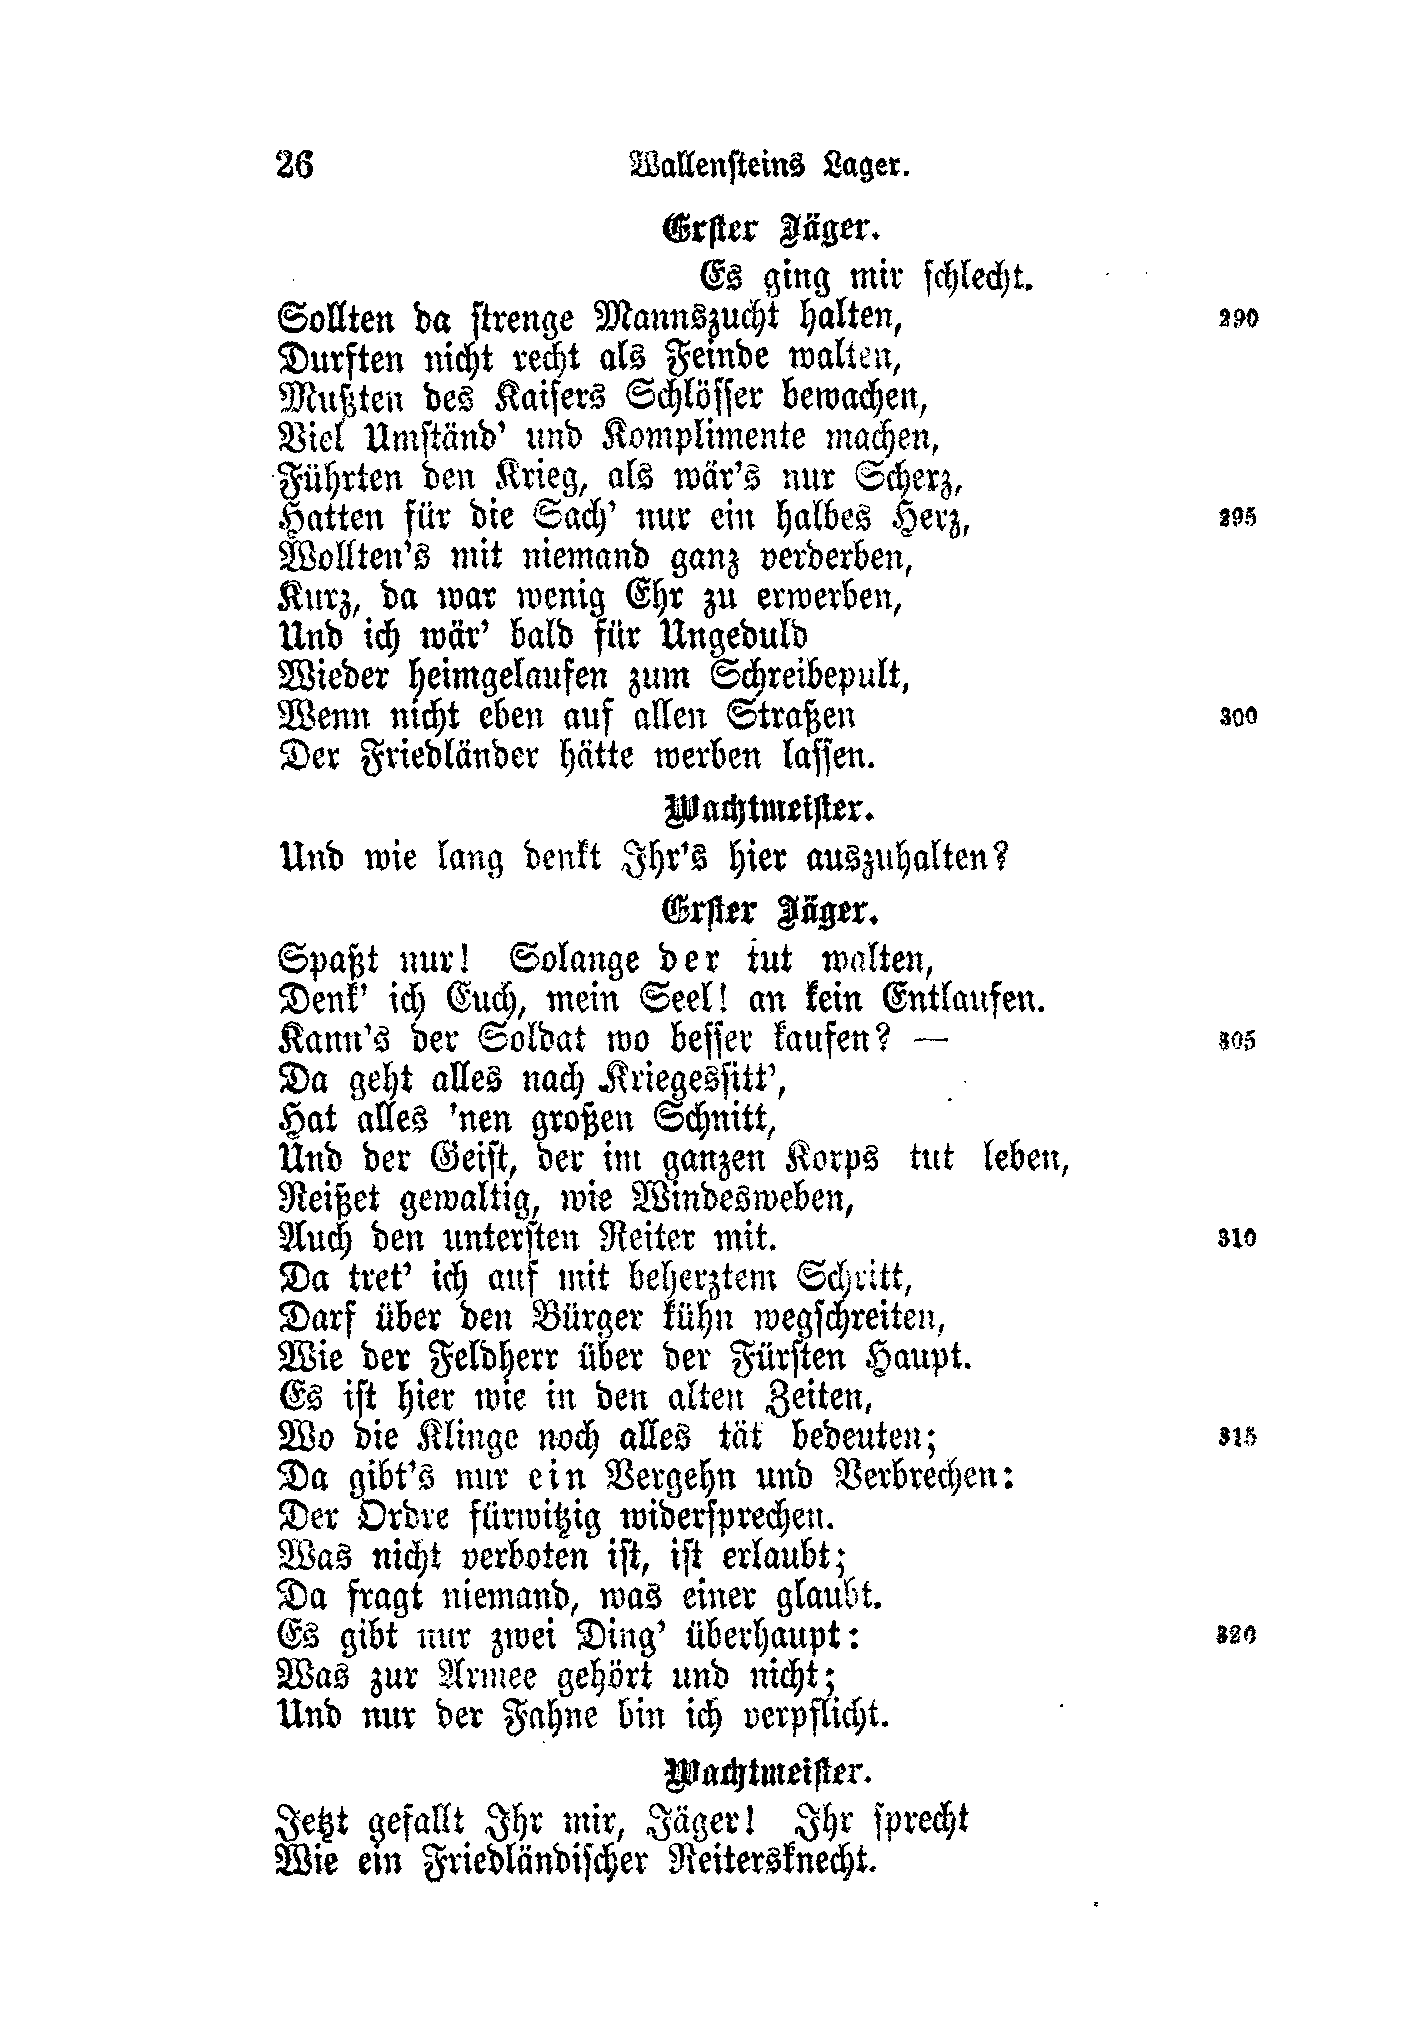 26 Wallensteins Lager.
Erster Jäger.
Es ging mir schlecht.
Sollten da strenge Mannszucht halten, 290
Durften nicht recht als Feinde walten,
Mußten des Kaisers Schlösser bewachen,
Viel Umständ' und Komplimente machen,
Führten den Krieg, als wär's nur Scherz,
Hatten für die Sach' nur ein halbes Herz, 295
Wollten's mit niemand ganz verderben,
Kurz, da war wenig Ehr zu erwerben,
Und ich wär' bald für Ungeduld
Wieder heimgelaufen zum Schreibepult,
Wenn nicht eben auf allen Straßen 300
Der Friedländer hätte werben lassen.
Wachtmeister.
Und wie lang denkt Ihr's hier auszuhalten?
Erster Jäger.
Spaßt nur! Solange der tut walten,
Denk' ich Euch, mein Seel! an kein Entlaufen.
Kann's der Soldat wo besser kaufen? — 305
Da geht alles nach Kriegessitt',
Hat alles 'nen großen Schnitt,
Und der Geist, der im ganzen Korps tut leben,
Reißet gewaltig, wie Windesweben,
Auch den untersten Reiter mit. 310
Da tret' ich auf mit beherztem Schritt,
Darf über den Bürger kühn wegschreiten,
Wie der Feldherr über der Fürsten Haupt.
Es ist hier wie in den alten Zeiten,
Wo die Klinge noch alles tät bedeuten; 315
Da gibt's nur ein Vergehn und Verbrechen:
Der Ordre fürwitzig widersprechen.
Was nicht verboten ist, ist erlaubt;
Da fragt niemand, was einer glaubt.
Es gibt nur zwei Ding' überhaupt: 320
Was zur Armee gehört und nicht;
Und nur der Fahne bin ich verpflicht.
Wachtmeister.
Jetzt gefallt Ihr mir, Jäger! Ihr sprecht
Wie ein Friedländischer Reitersknecht.